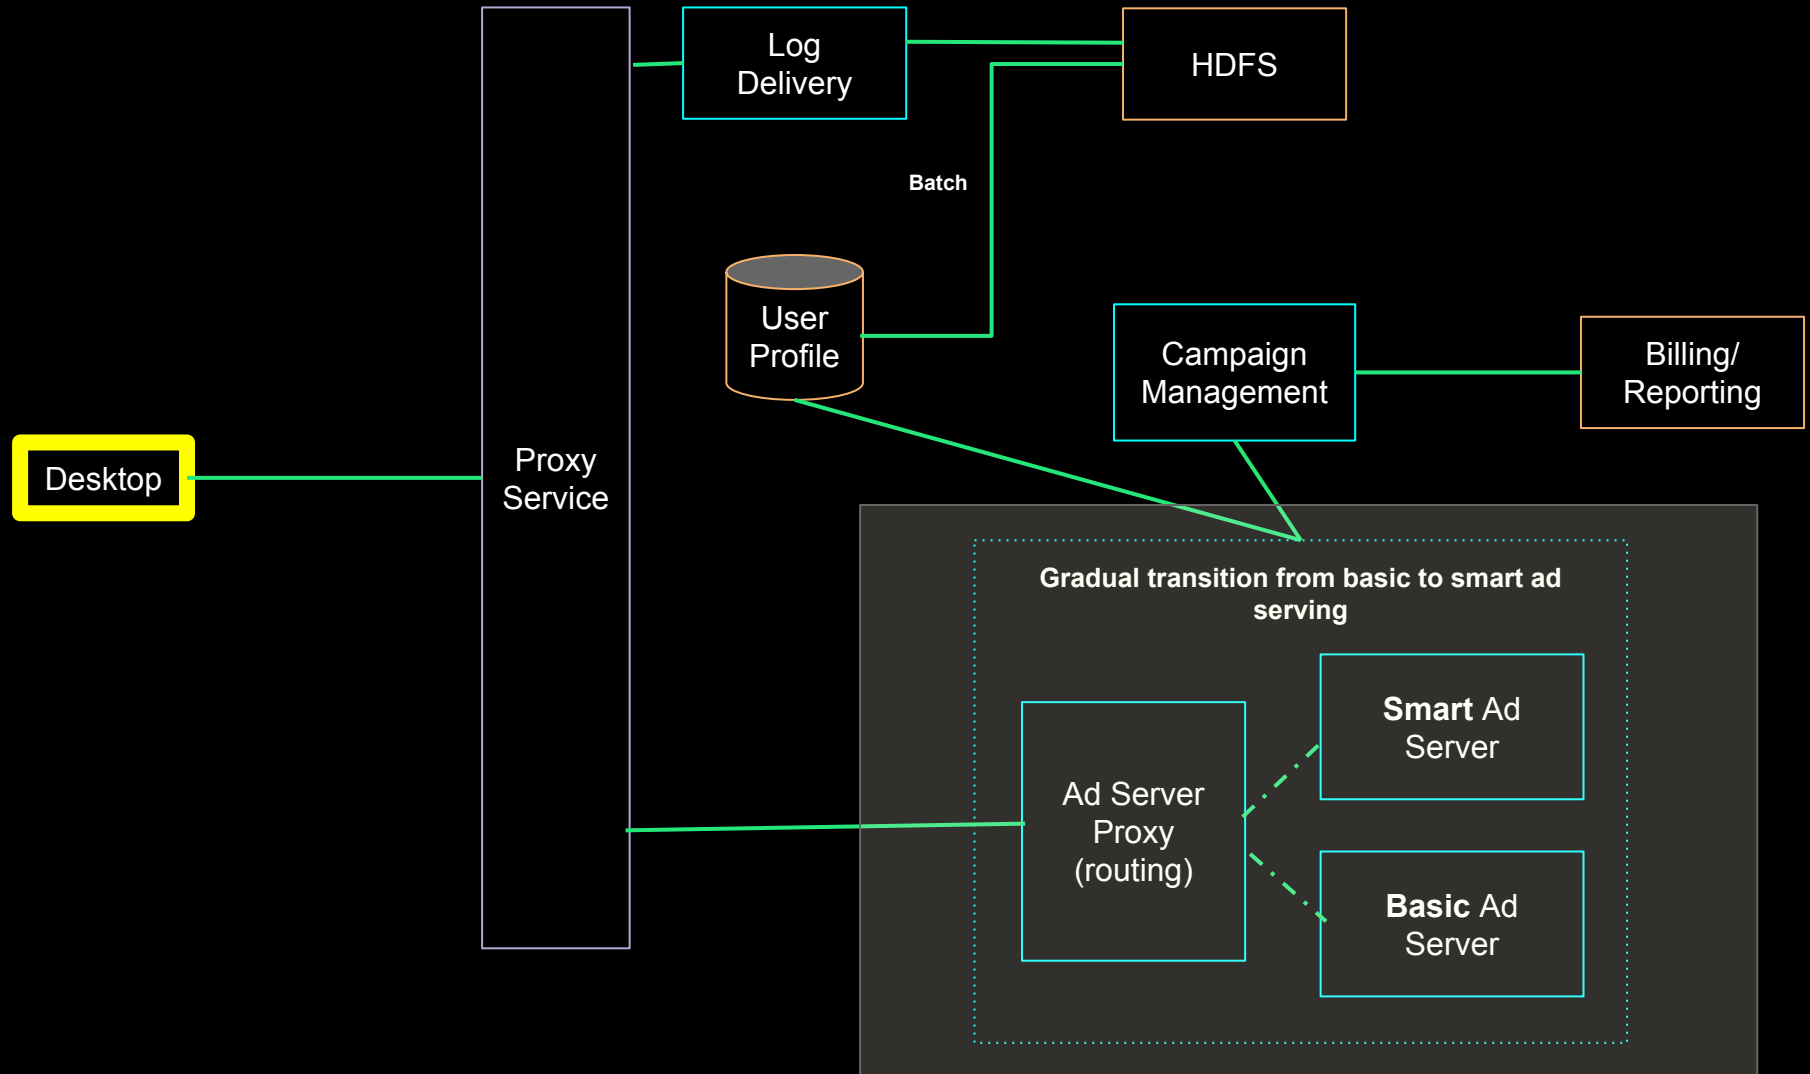 Log
Delivery
HDFS
Batch
User
Profile
Campaign
Management
Billing/
Reporting
Desktop
Proxy
Service
Gradual transition from basic to smart ad
serving
Smart Ad
Server
Ad Server
Proxy
(routing)
Basic Ad
Server